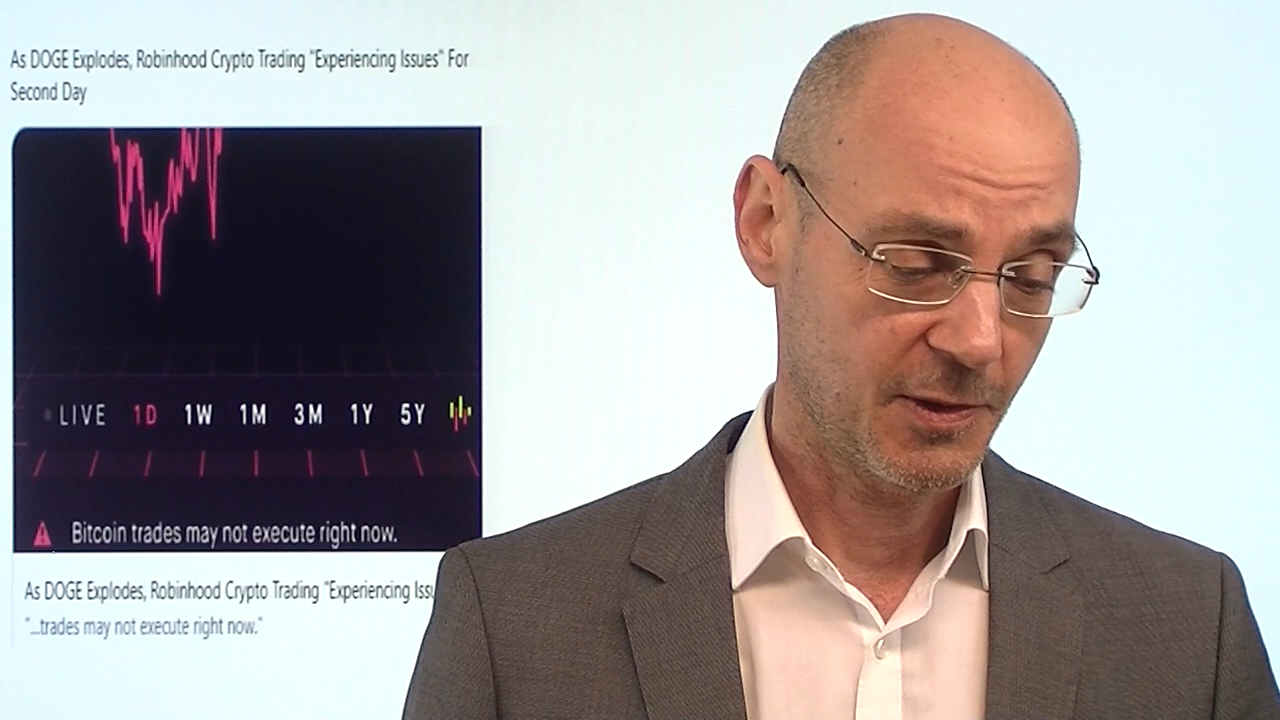 As DOGE Explodes, Robinhood Crypto Trading "Experiencing Issues" For
Second Day
LIVE 1D 1W 1M 3M 1Y 5Y
Bitcoin trades may not execute right now.
As DOGE Explodes, Robinhood Crypto Trading "Experiencing Issu
"...trades may not execute right now."